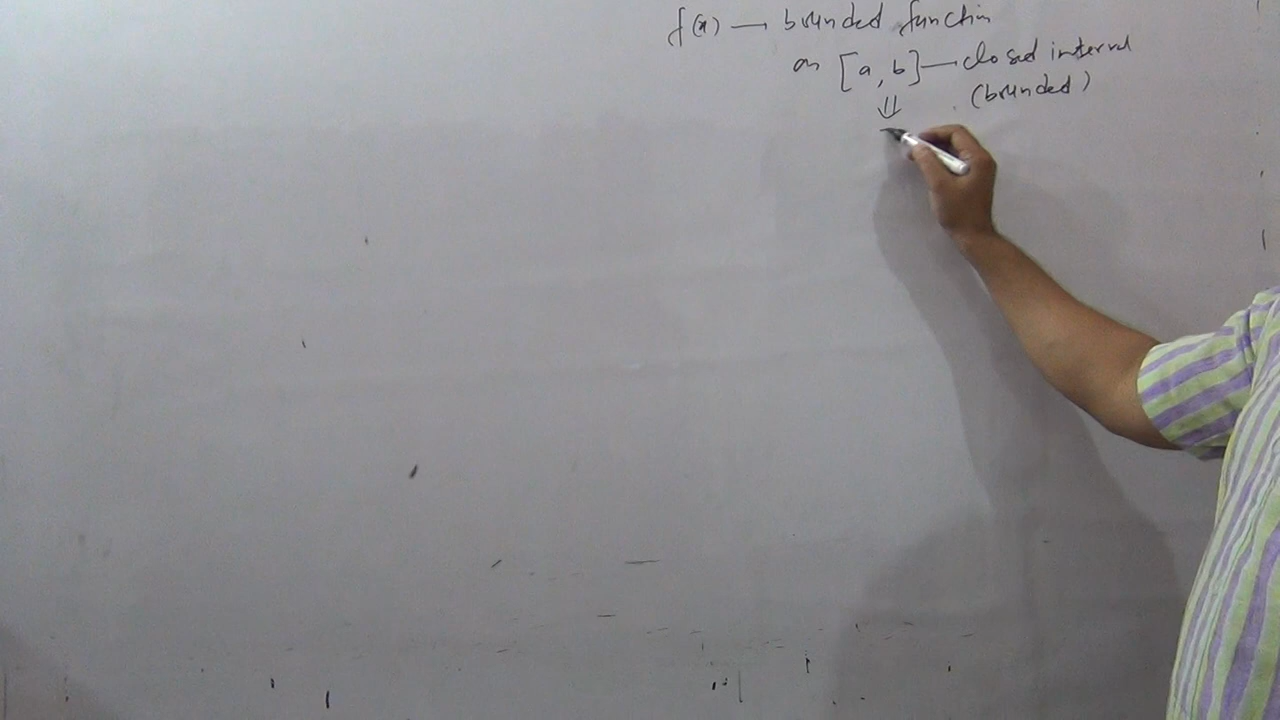 f(x) — bounded function
on [a, b] — closed interval
(bounded)
⇓